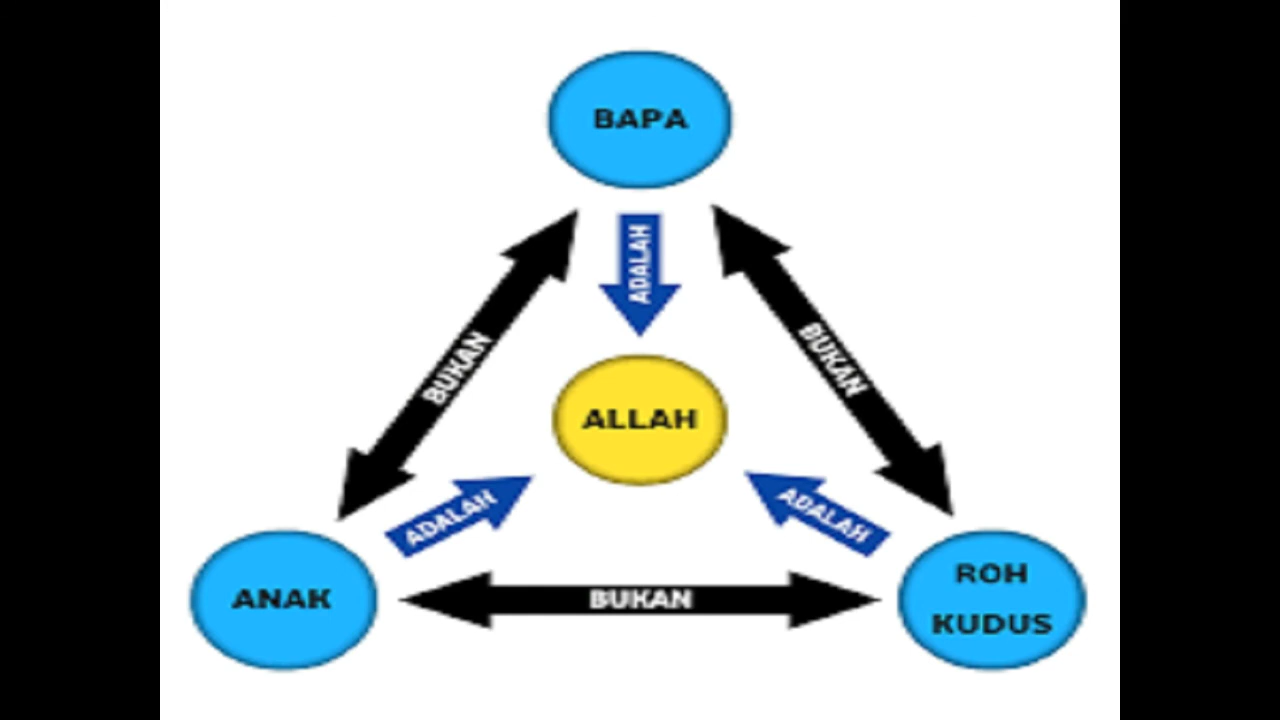 BAPA
ADALAH
BUKAN
BUKAN
ALLAH
ADALAH
ADALAH
ANAK
BUKAN
ROH
KUDUS